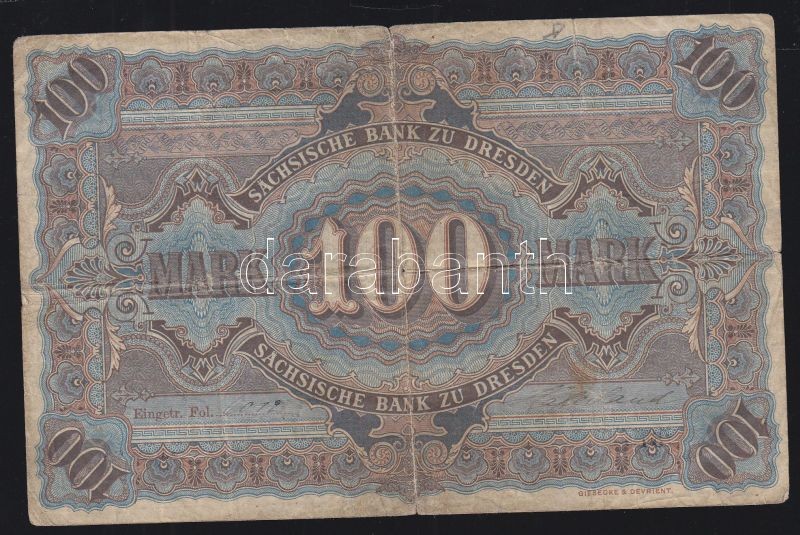 100 100
SÄCHSISCHE BANK ZU DRESDEN
MARK 100 MARK
darabanth
SÄCHSISCHE BANK ZU DRESDEN
Eingetr. Fol.
100 100
GIESECKE & DEVRIENT.